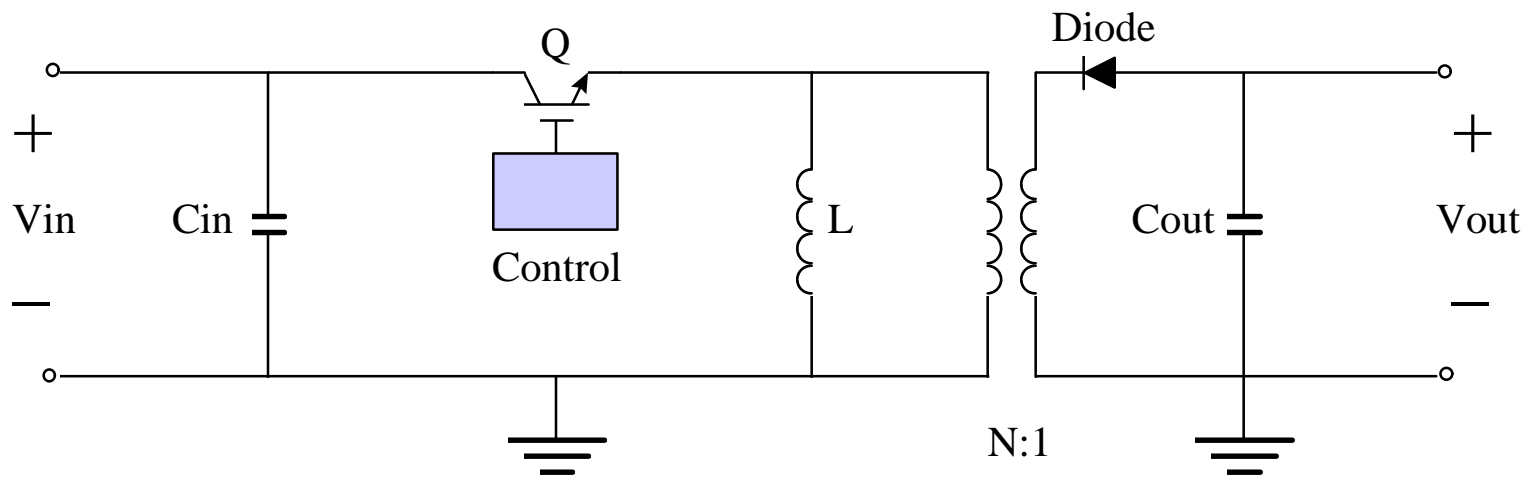 Diode
Q
+
+
Vin
Cin
L
Cout
Vout
Control
−
−
N:1